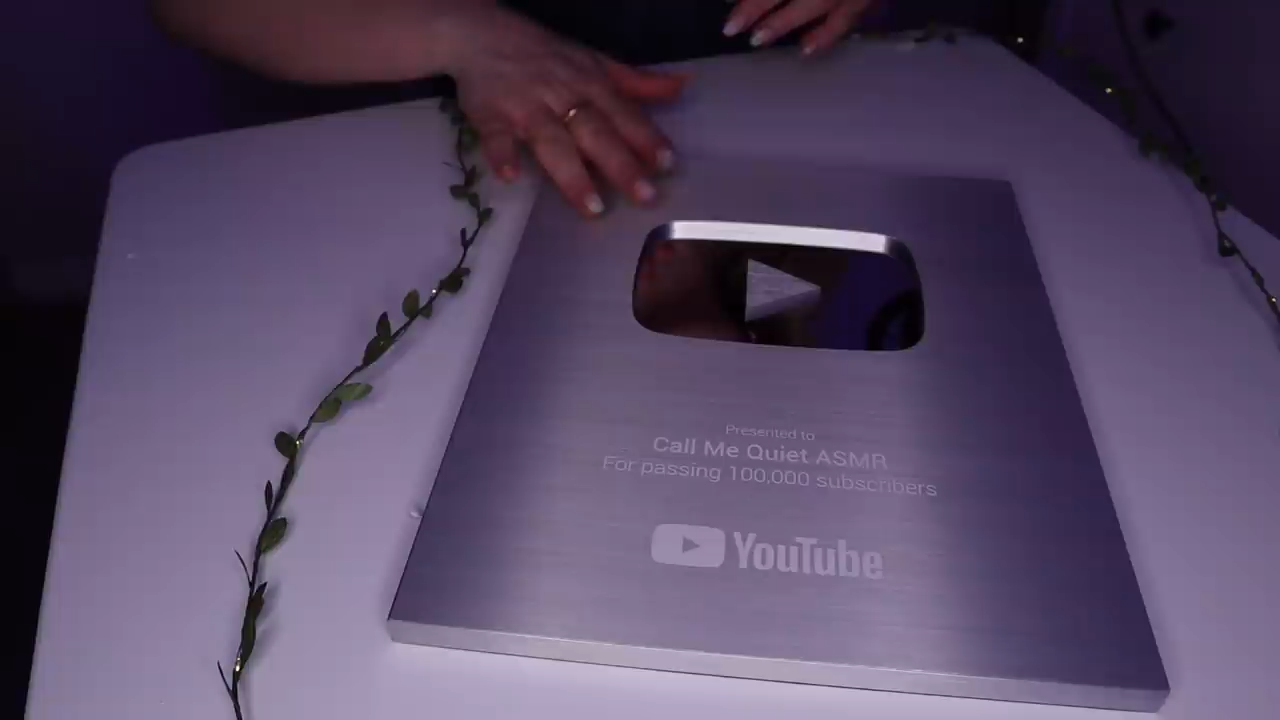 Presented to
Call Me Quiet ASMR
For passing 100,000 subscribers
YouTube